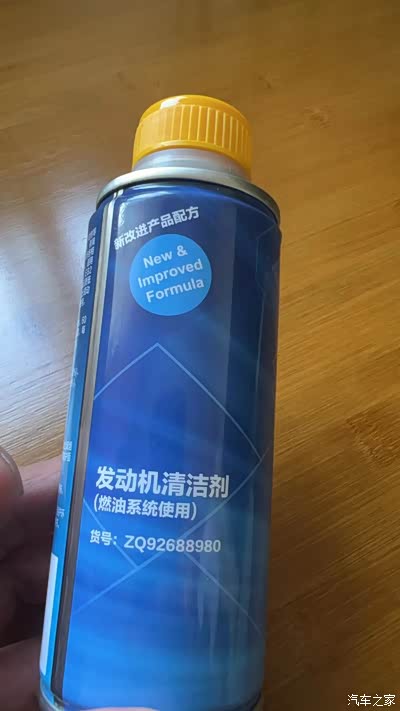 新改进产品配方
New &
Improved
Formula
发动机清洁剂
(燃油系统使用)
货号：ZQ92688980
汽车之家